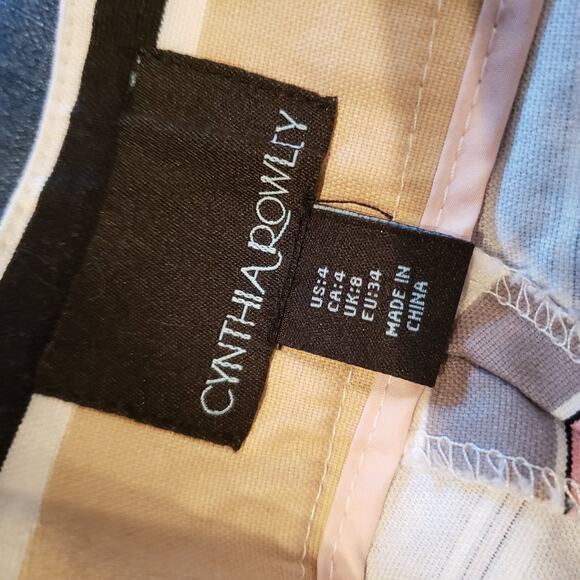 CYNTHIA ROWLEY
US:4
CA:4
UK:8
EU:34
MADE IN
CHINA